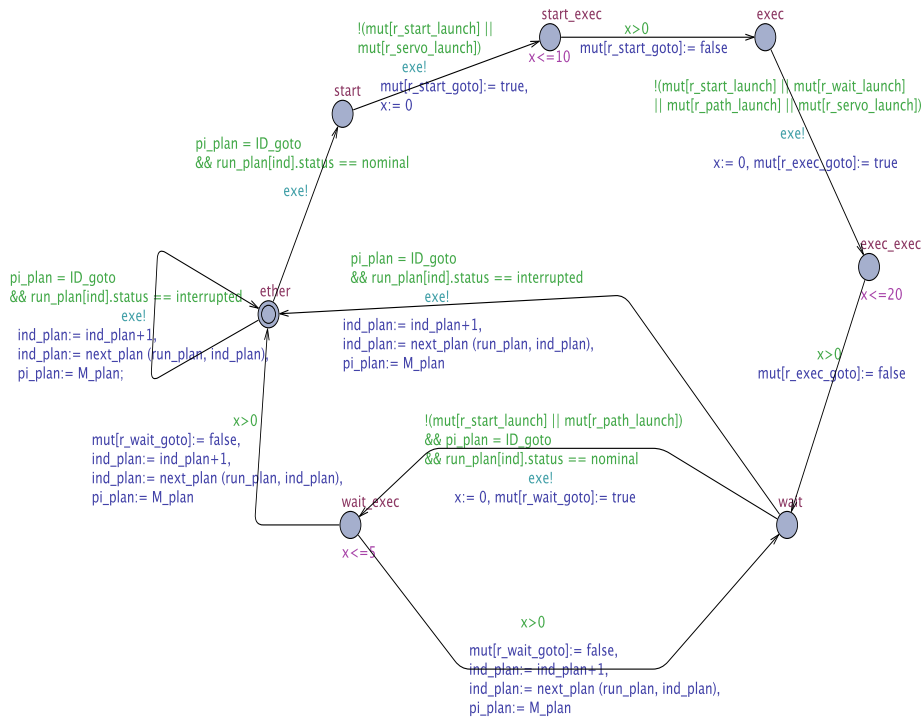 start_exec
exec
!(mut[r_start_launch] ||
mut[r_servo_launch])
exe!
mut[r_start_goto]:= true,
x:= 0
x>0
mut[r_start_goto]:= false
x<=10
start
!(mut[r_start_launch] || mut[r_wait_launch]
|| mut[r_path_launch] || mut[r_servo_launch])
exe!
x:= 0, mut[r_exec_goto]:= true
pi_plan = ID_goto
&& run_plan[ind].status == nominal
exe!
exec_exec
x<=20
pi_plan = ID_goto
&& run_plan[ind].status == interrupted
exe!
ind_plan:= ind_plan+1,
ind_plan:= next_plan (run_plan, ind_plan),
pi_plan:= M_plan;
ether
pi_plan = ID_goto
&& run_plan[ind].status == interrupted
exe!
ind_plan:= ind_plan+1,
ind_plan:= next_plan (run_plan, ind_plan),
pi_plan:= M_plan
x>0
mut[r_exec_goto]:= false
x>0
mut[r_wait_goto]:= false,
ind_plan:= ind_plan+1,
ind_plan:= next_plan (run_plan, ind_plan),
pi_plan:= M_plan
!(mut[r_start_launch] || mut[r_path_launch])
&& pi_plan = ID_goto
&& run_plan[ind].status == nominal
exe!
x:= 0, mut[r_wait_goto]:= true
wait_exec
x<=5
wait
x>0
mut[r_wait_goto]:= false,
ind_plan:= ind_plan+1,
ind_plan:= next_plan (run_plan, ind_plan),
pi_plan:= M_plan